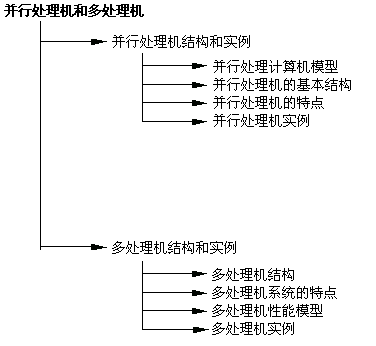 并行处理机和多处理机
并行处理机结构和实例
并行处理计算机模型
并行处理机的基本结构
并行处理机的特点
并行处理机实例
多处理机结构和实例
多处理机结构
多处理机系统的特点
多处理机性能模型
多处理机实例